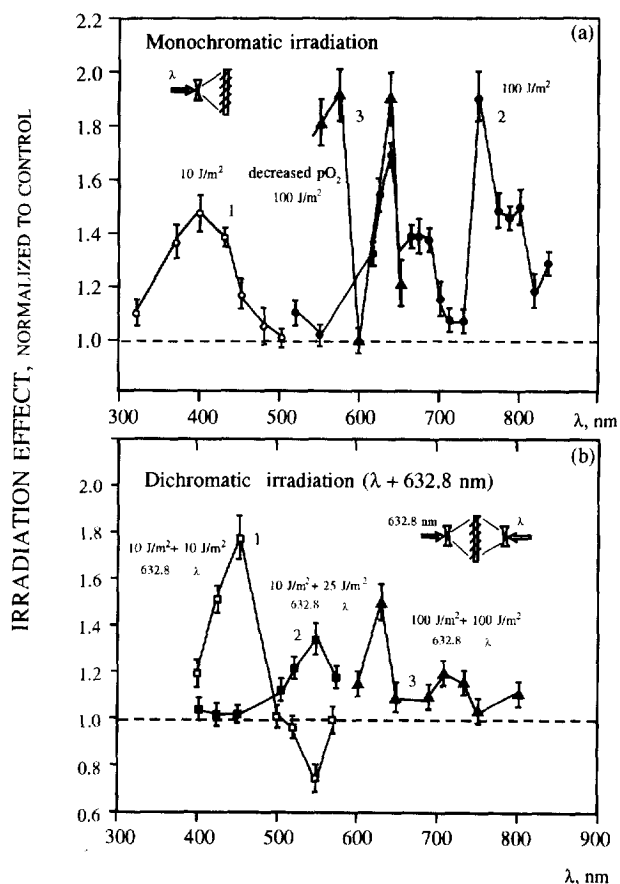 IRRADIATION EFFECT, NORMALIZED TO CONTROL
2.2
2.0
1.8
1.6
1.4
1.2
1.0
(a)
Monochromatic irradiation
λ
100 J/m²
3
2
10 J/m²
decreased pO₂
100 J/m²
1
300 400 500 600 700 800 λ, nm
2.0
1.8
1.6
1.4
1.2
1.0
0.8
0.6
(b)
Dichromatic irradiation (λ + 632.8 nm)
632.8 nm λ
1
10 J/m² + 10 J/m²
632.8 λ
10 J/m² + 25 J/m²
632.8 λ
2
100 J/m² + 100 J/m²
632.8 λ
3
300 400 500 600 700 800 900
λ, nm